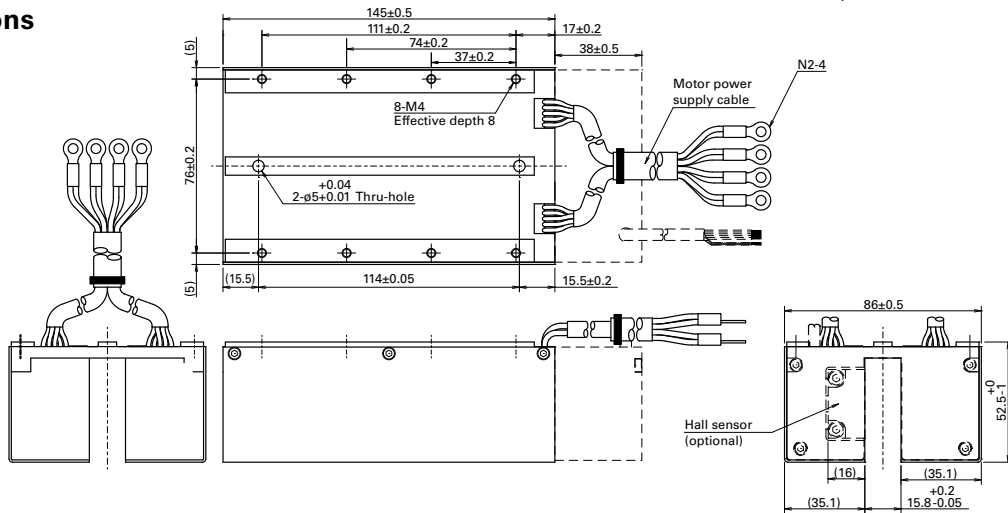 ons
145±0.5
111±0.2
17±0.2
74±0.2
38±0.5
37±0.2
(5)
N2-4
Motor power
supply cable
8-M4
Effective depth 8
76±0.2
+0.04
2-ø5+0.01 Thru-hole
(5)
(15.5)
114±0.05
15.5±0.2
86±0.5
+0
52.5-1
Hall sensor
(optional)
(16)
(35.1)
(35.1)
+0.2
15.8-0.05